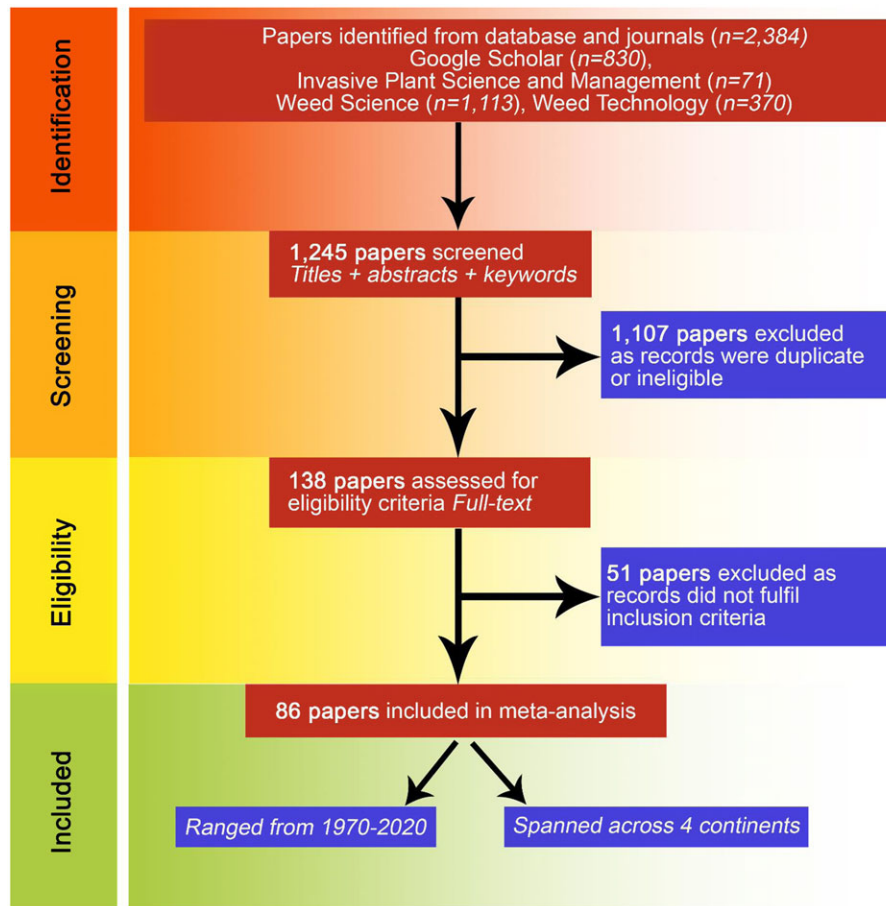 Identification
Papers identified from database and journals (n=2,384)
Google Scholar (n=830),
Invasive Plant Science and Management (n=71)
Weed Science (n=1,113), Weed Technology (n=370)
Screening
1,245 papers screened
Titles + abstracts + keywords
1,107 papers excluded
as records were duplicate
or ineligible
Eligibility
138 papers assessed for
eligibility criteria Full-text
51 papers excluded as
records did not fulfil
inclusion criteria
Included
86 papers included in meta-analysis
Ranged from 1970-2020
Spanned across 4 continents